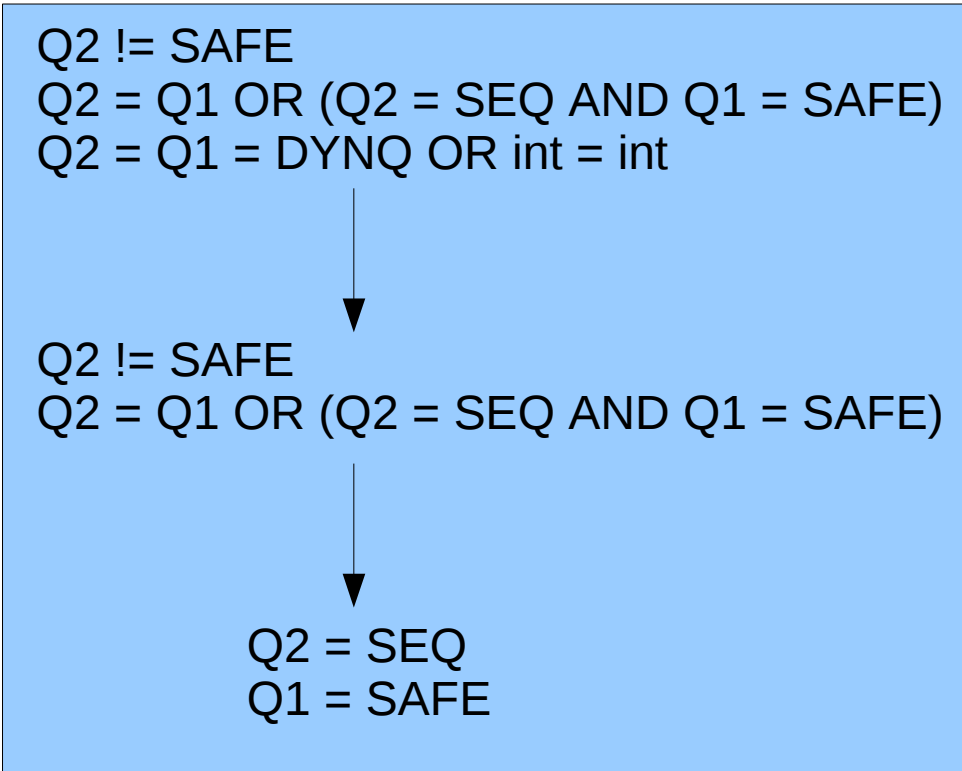 Q2 != SAFE
Q2 = Q1 OR (Q2 = SEQ AND Q1 = SAFE)
Q2 = Q1 = DYNQ OR int = int
Q2 != SAFE
Q2 = Q1 OR (Q2 = SEQ AND Q1 = SAFE)
Q2 = SEQ
Q1 = SAFE